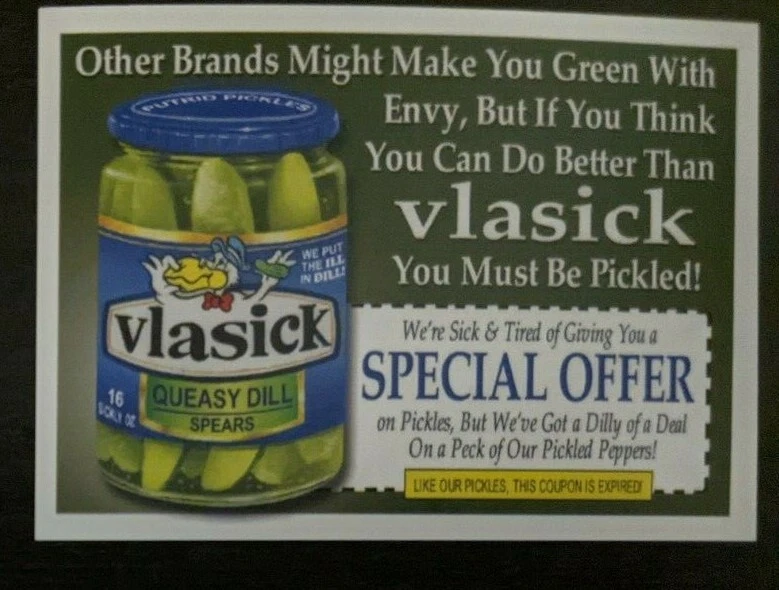 Other Brands Might Make You Green With
Envy, But If You Think
You Can Do Better Than
vlasick
You Must Be Pickled!
PUTRID PICKLES
WE PUT
THE ILL
IN DILL!
vlasick
16
SICKLY OZ
QUEASY DILL
SPEARS
We're Sick & Tired of Giving You a
SPECIAL OFFER
on Pickles, But We've Got a Dilly of a Deal
On a Peck of Our Pickled Peppers!
LIKE OUR PICKLES, THIS COUPON IS EXPIRED!